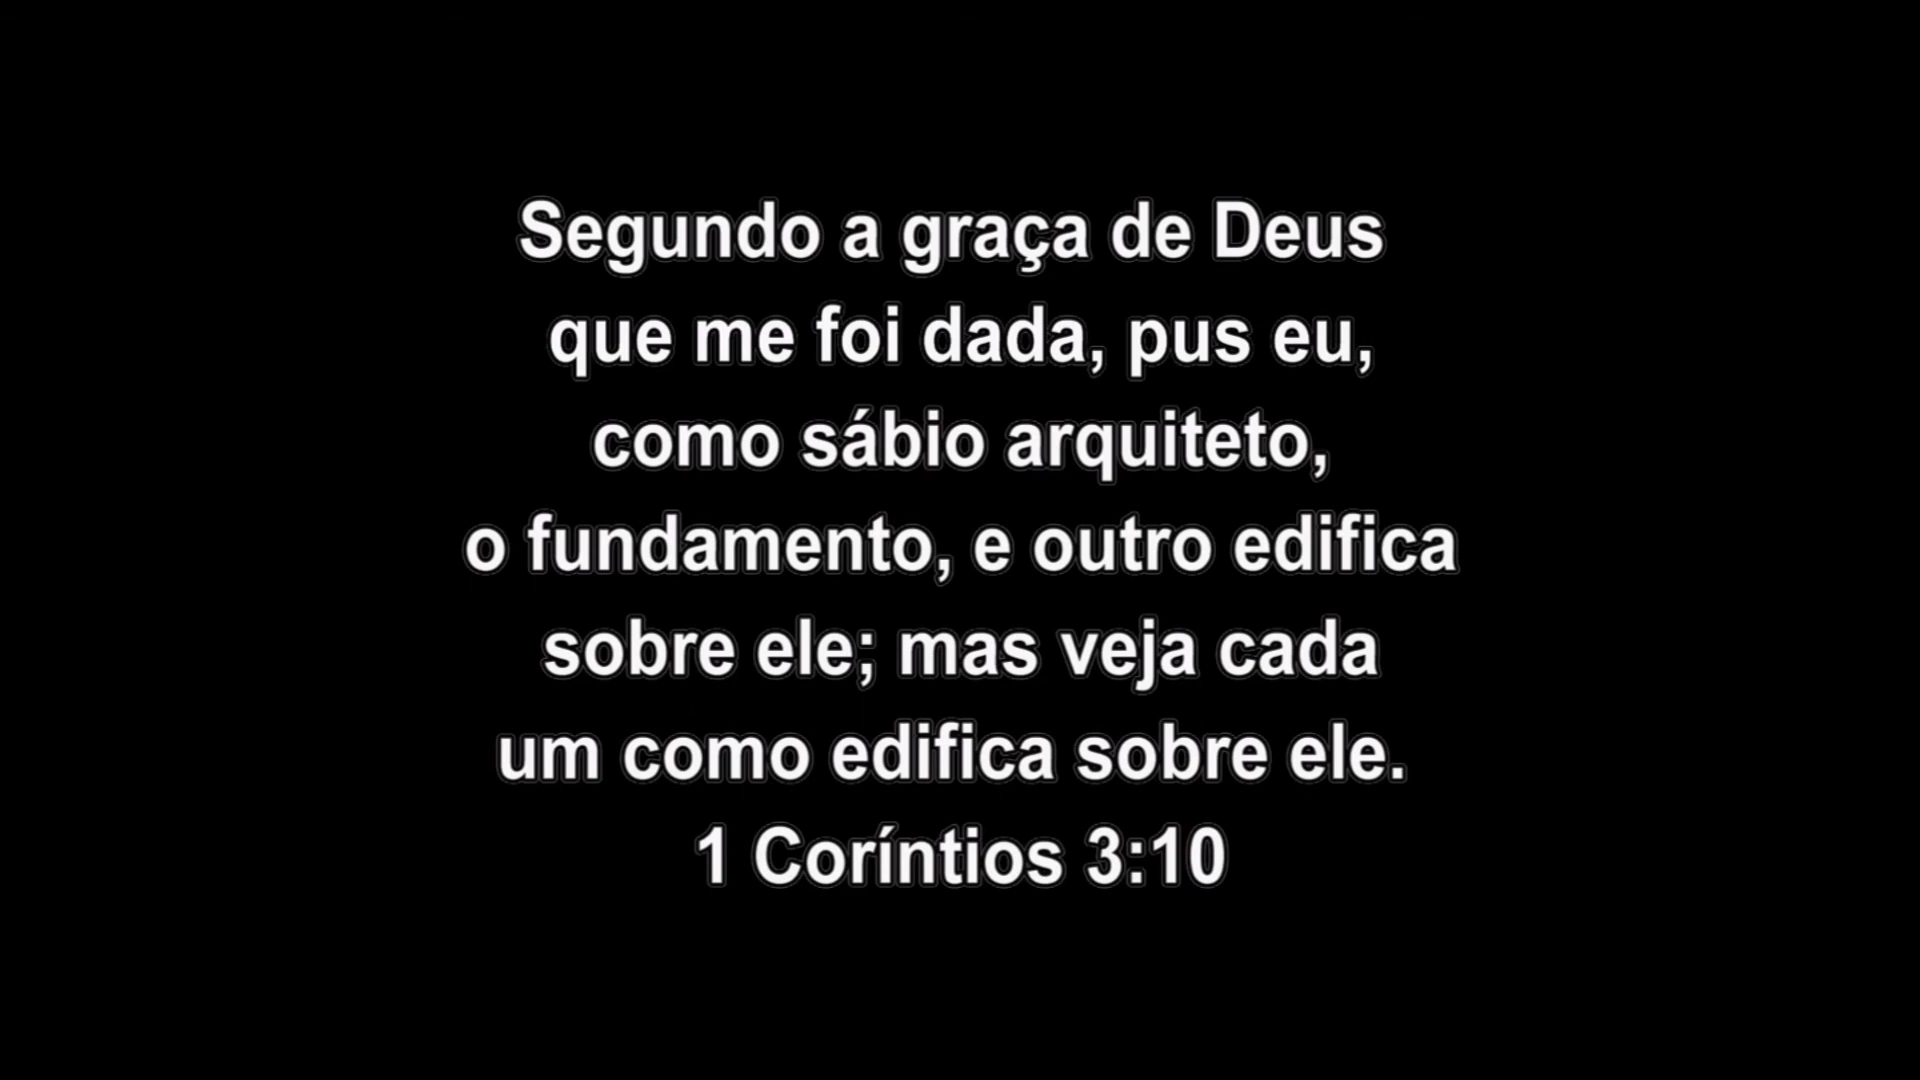 Segundo a graça de Deus
que me foi dada, pus eu,
como sábio arquiteto,
o fundamento, e outro edifica
sobre ele; mas veja cada
um como edifica sobre ele.
1 Coríntios 3:10